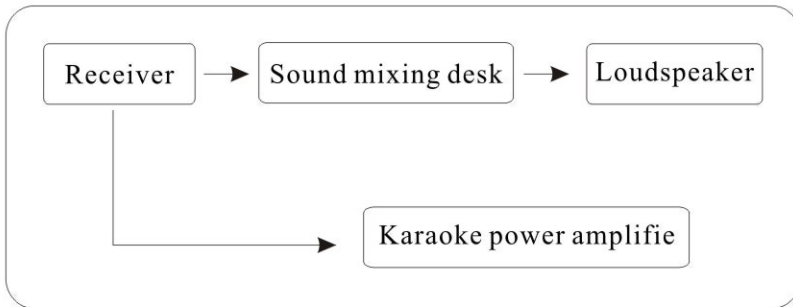 Receiver
Sound mixing desk
Loudspeaker
Karaoke power amplifie